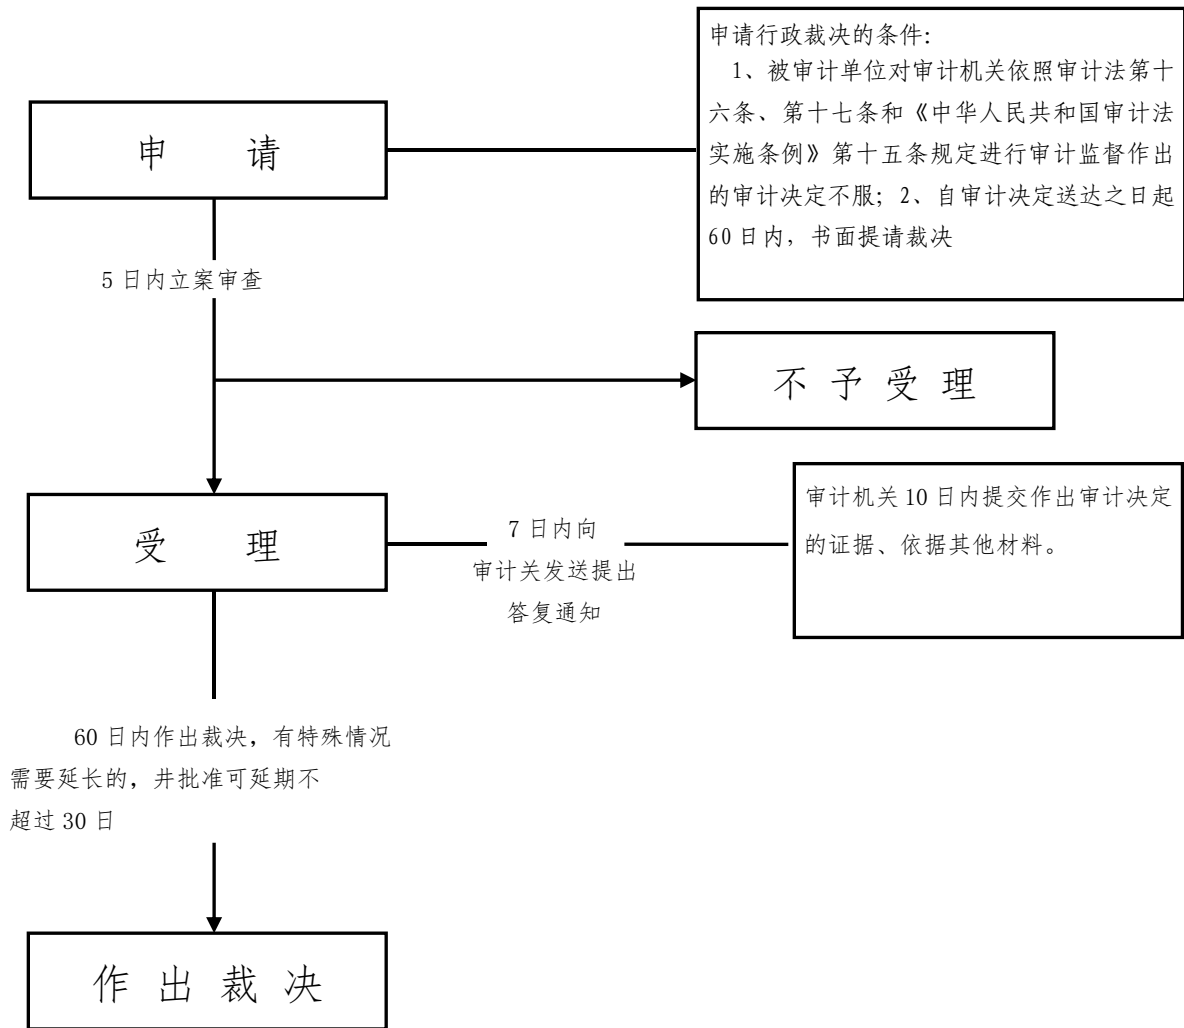 申请行政裁决的条件：
1、被审计单位对审计机关依照审计法第十
六条、第十七条和《中华人民共和国审计法
实施条例》第十五条规定进行审计监督作出
的审计决定不服；2、自审计决定送达之日起
60日内，书面提请裁决
申 请
5日内立案审查
不予受理
受 理
7日内向
审计关发送提出
答复通知
审计机关10日内提交作出审计决定
的证据、依据其他材料。
60日内作出裁决，有特殊情况
需要延长的，井批准可延期不
超过30日
作出裁决